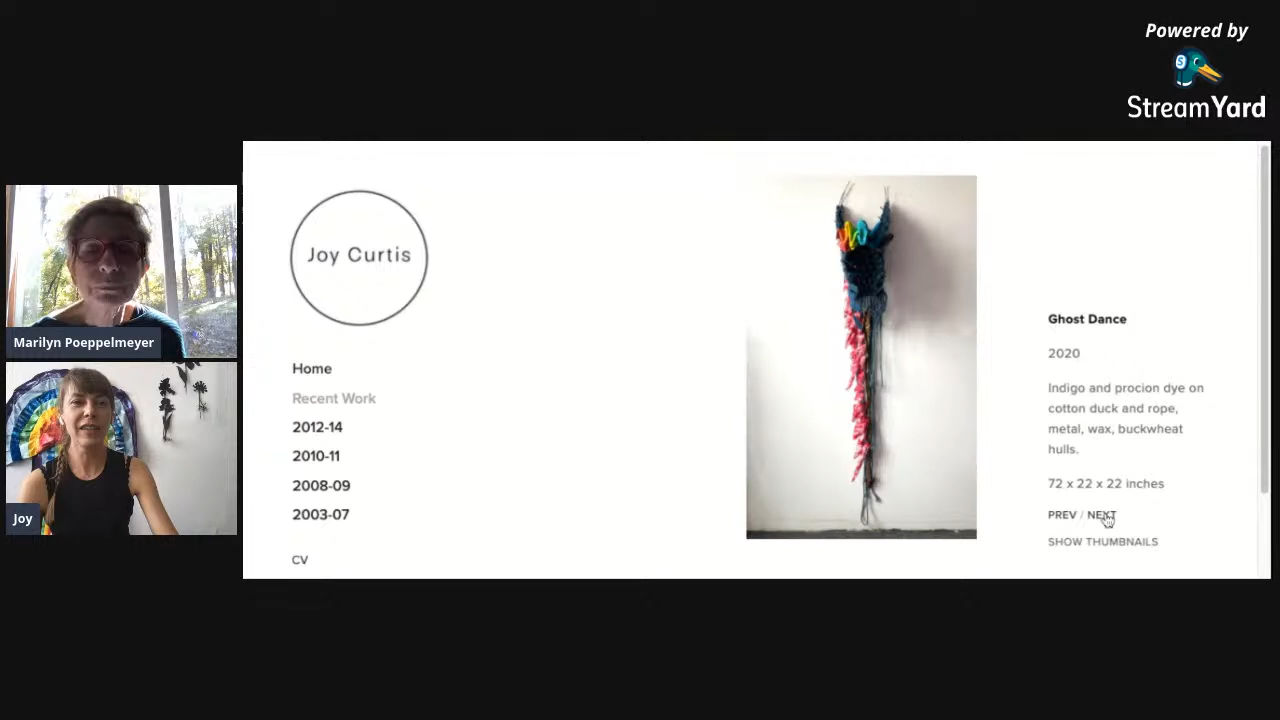 Powered by
S
StreamYard
Marilyn Poeppelmeyer
Joy
Joy Curtis
Home
Recent Work
2012-14
2010-11
2008-09
2003-07
CV
Ghost Dance
2020
Indigo and procion dye on
cotton duck and rope,
metal, wax, buckwheat
hulls.
72 x 22 x 22 inches
PREV / NEXT
SHOW THUMBNAILS